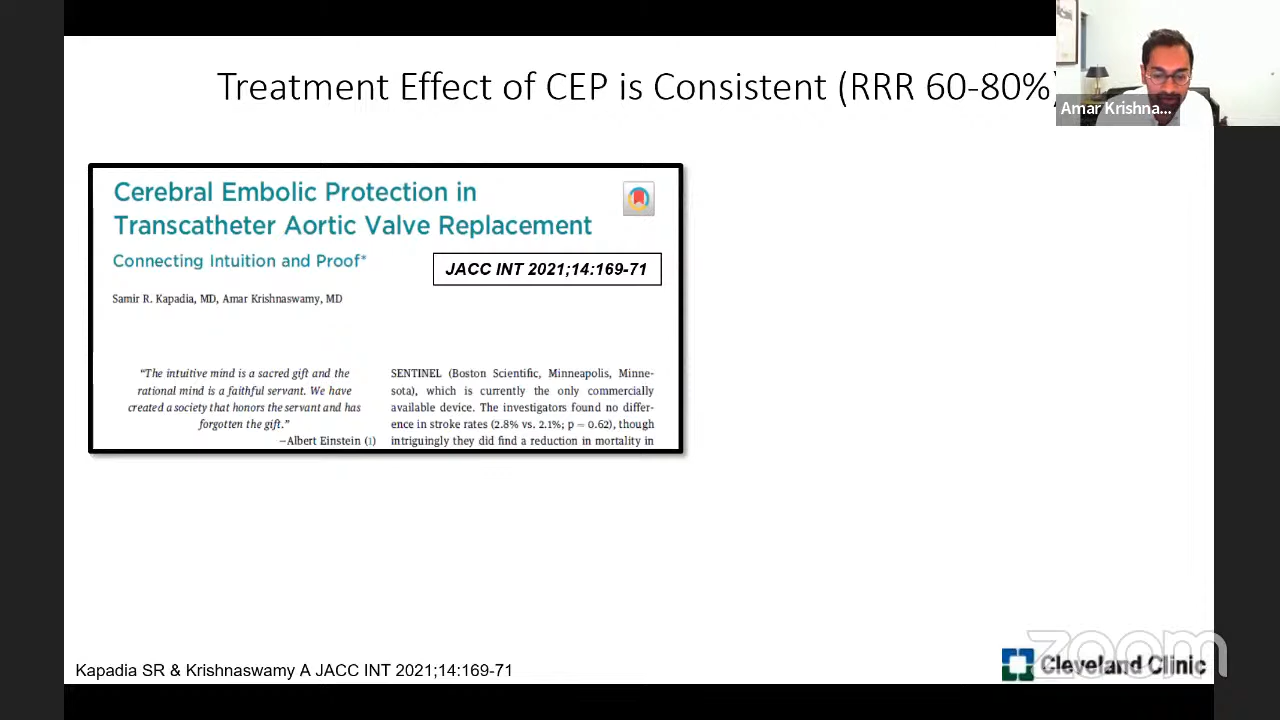 Treatment Effect of CEP is Consistent (RRR 60-80%)
Amar Krishna...
Cerebral Embolic Protection in
Transcatheter Aortic Valve Replacement
Connecting Intuition and Proof*
JACC INT 2021;14:169-71
Samir R. Kapadia, MD, Amar Krishnaswamy, MD
“The intuitive mind is a sacred gift and the
rational mind is a faithful servant. We have
created a society that honors the servant and has
forgotten the gift.”
—Albert Einstein (1)
SENTINEL (Boston Scientific, Minneapolis, Minne-
sota), which is currently the only commercially
available device. The investigators found no differ-
ence in stroke rates (2.8% vs. 2.1%; p = 0.62), though
intriguingly they did find a reduction in mortality in
Kapadia SR & Krishnaswamy A JACC INT 2021;14:169-71
Cleveland Clinic
zoom